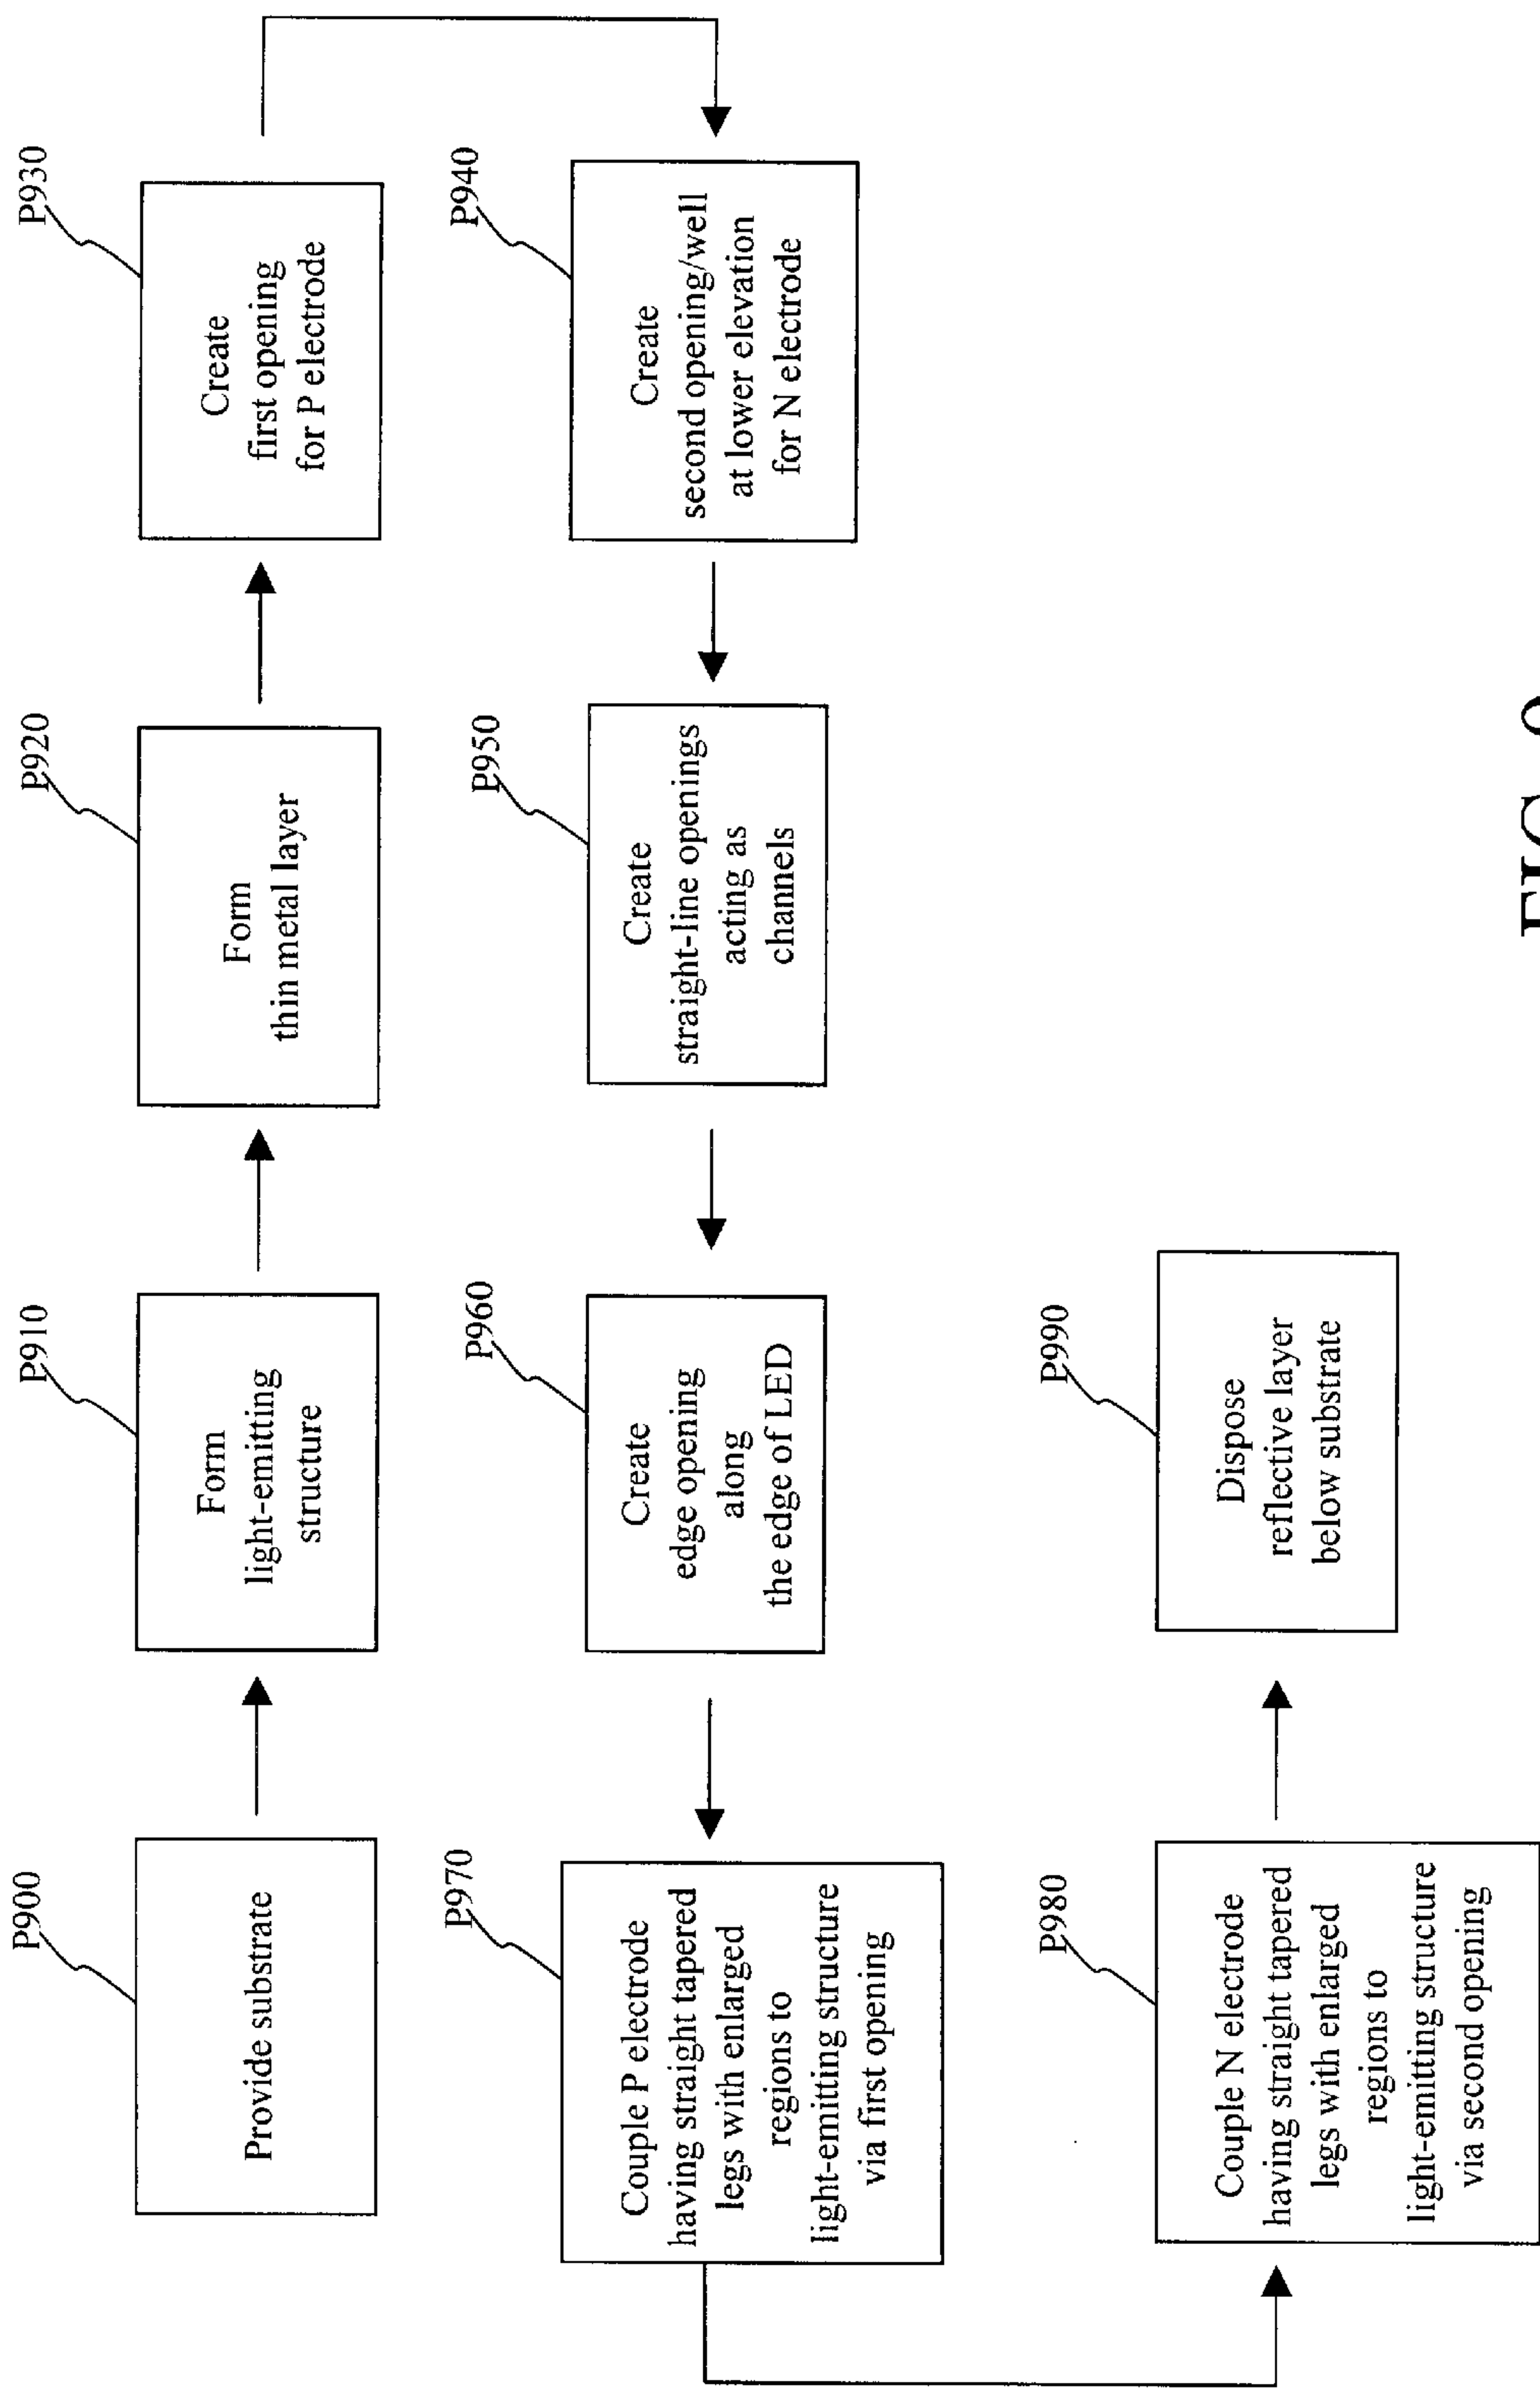 P900
Provide substrate
P910
Form
light-emitting
structure
P920
Form
thin metal layer
P930
Create
first opening
for P electrode
P940
Create
second opening/well
at lower elevation
for N electrode
P950
Create
straight-line openings
acting as
channels
P960
Create
edge opening
along
the edge of LED
P970
Couple P electrode
having straight tapered
legs with enlarged
regions to
light-emitting structure
via first opening
P980
Couple N electrode
having straight tapered
legs with enlarged
regions to
light-emitting structure
via second opening
P990
Dispose
reflective layer
below substrate